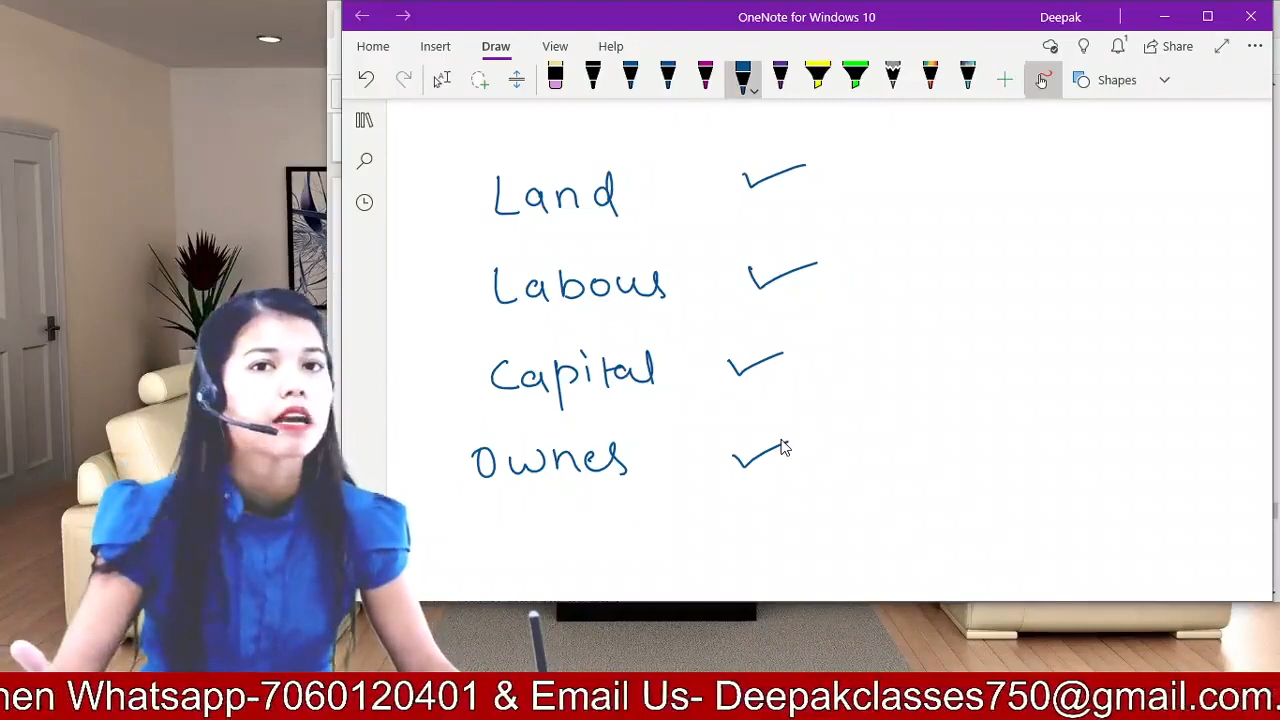 OneNote for Windows 10
Deepak
Home Insert Draw View Help
Share
Shapes
Land
Labour
Capital
Owner
hen Whatsapp-7060120401 & Email Us- Deepakclasses750@gmail.com.